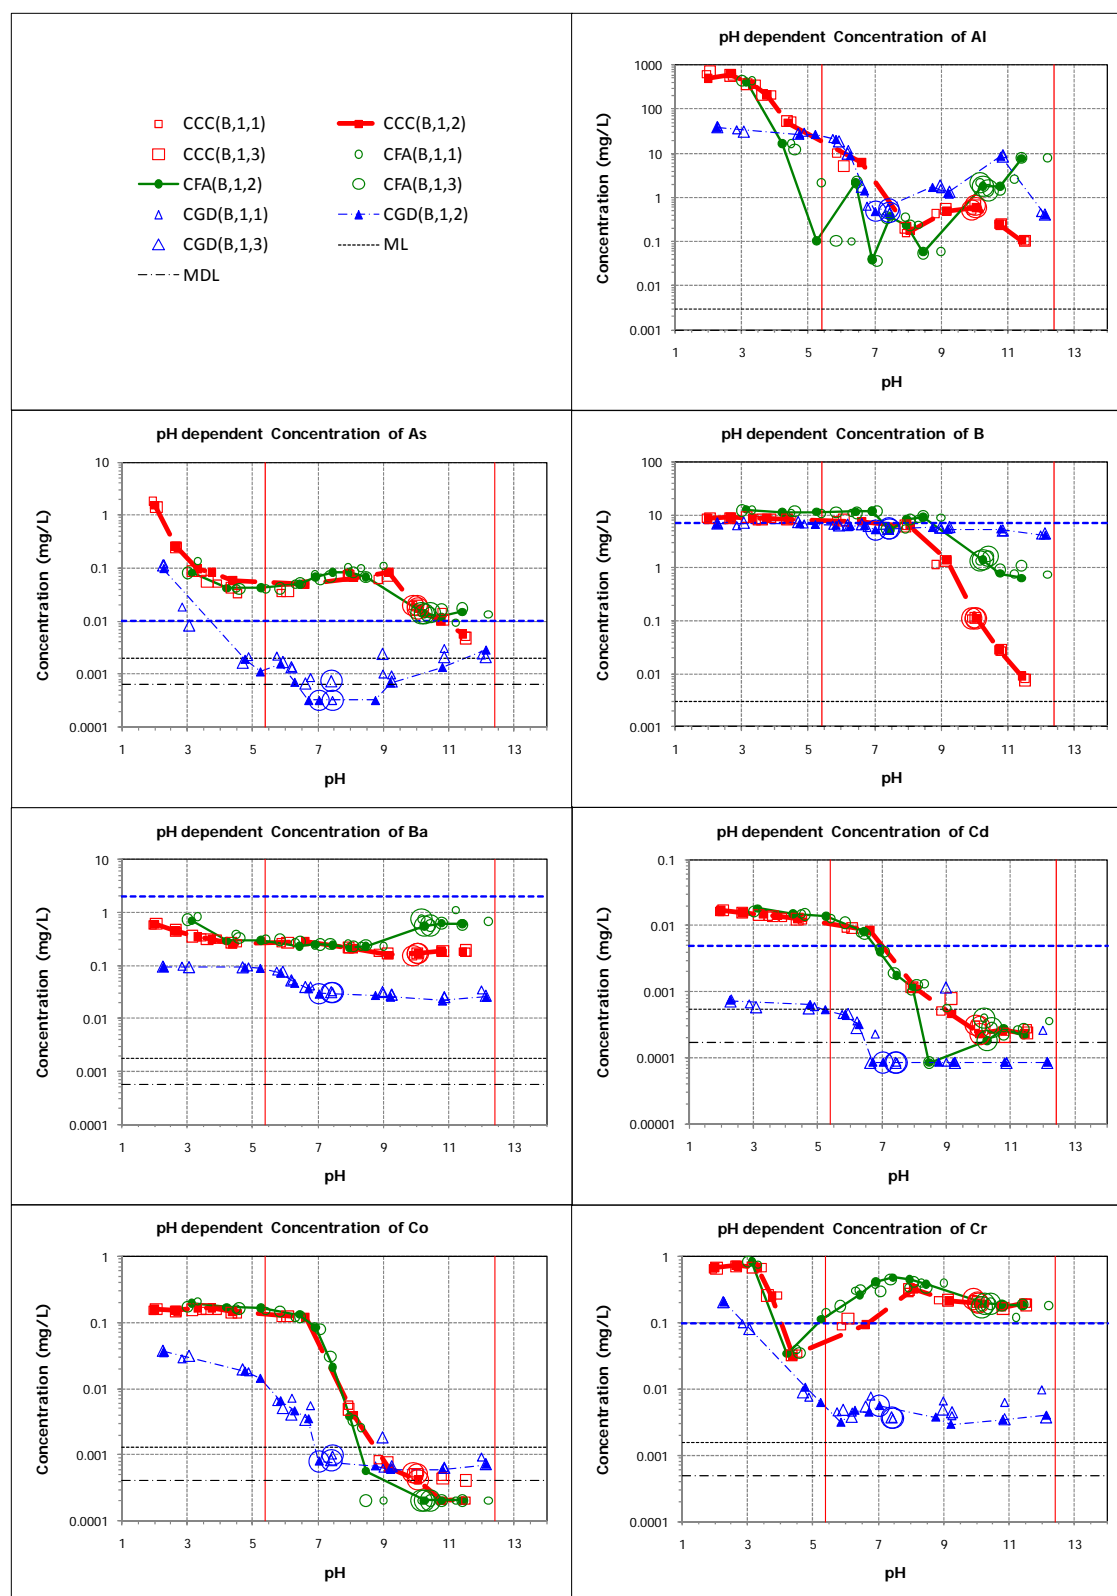 CCC(B,1,1) CCC(B,1,2)
CCC(B,1,3) CFA(B,1,1)
CFA(B,1,2) CFA(B,1,3)
CGD(B,1,1) CGD(B,1,2)
CGD(B,1,3) ML
MDL
pH dependent Concentration of Al
Concentration (mg/L)
1000
100
10
1
0.1
0.01
0.001
1 3 5 7 9 11 13
pH
pH dependent Concentration of As
Concentration (mg/L)
10
1
0.1
0.01
0.001
0.0001
1 3 5 7 9 11 13
pH
pH dependent Concentration of B
Concentration (mg/L)
100
10
1
0.1
0.01
0.001
1 3 5 7 9 11 13
pH
pH dependent Concentration of Ba
Concentration (mg/L)
10
1
0.1
0.01
0.001
0.0001
1 3 5 7 9 11 13
pH
pH dependent Concentration of Cd
Concentration (mg/L)
0.1
0.01
0.001
0.0001
0.00001
1 3 5 7 9 11 13
pH
pH dependent Concentration of Co
Concentration (mg/L)
1
0.1
0.01
0.001
0.0001
1 3 5 7 9 11 13
pH
pH dependent Concentration of Cr
Concentration (mg/L)
1
0.1
0.01
0.001
0.0001
1 3 5 7 9 11 13
pH